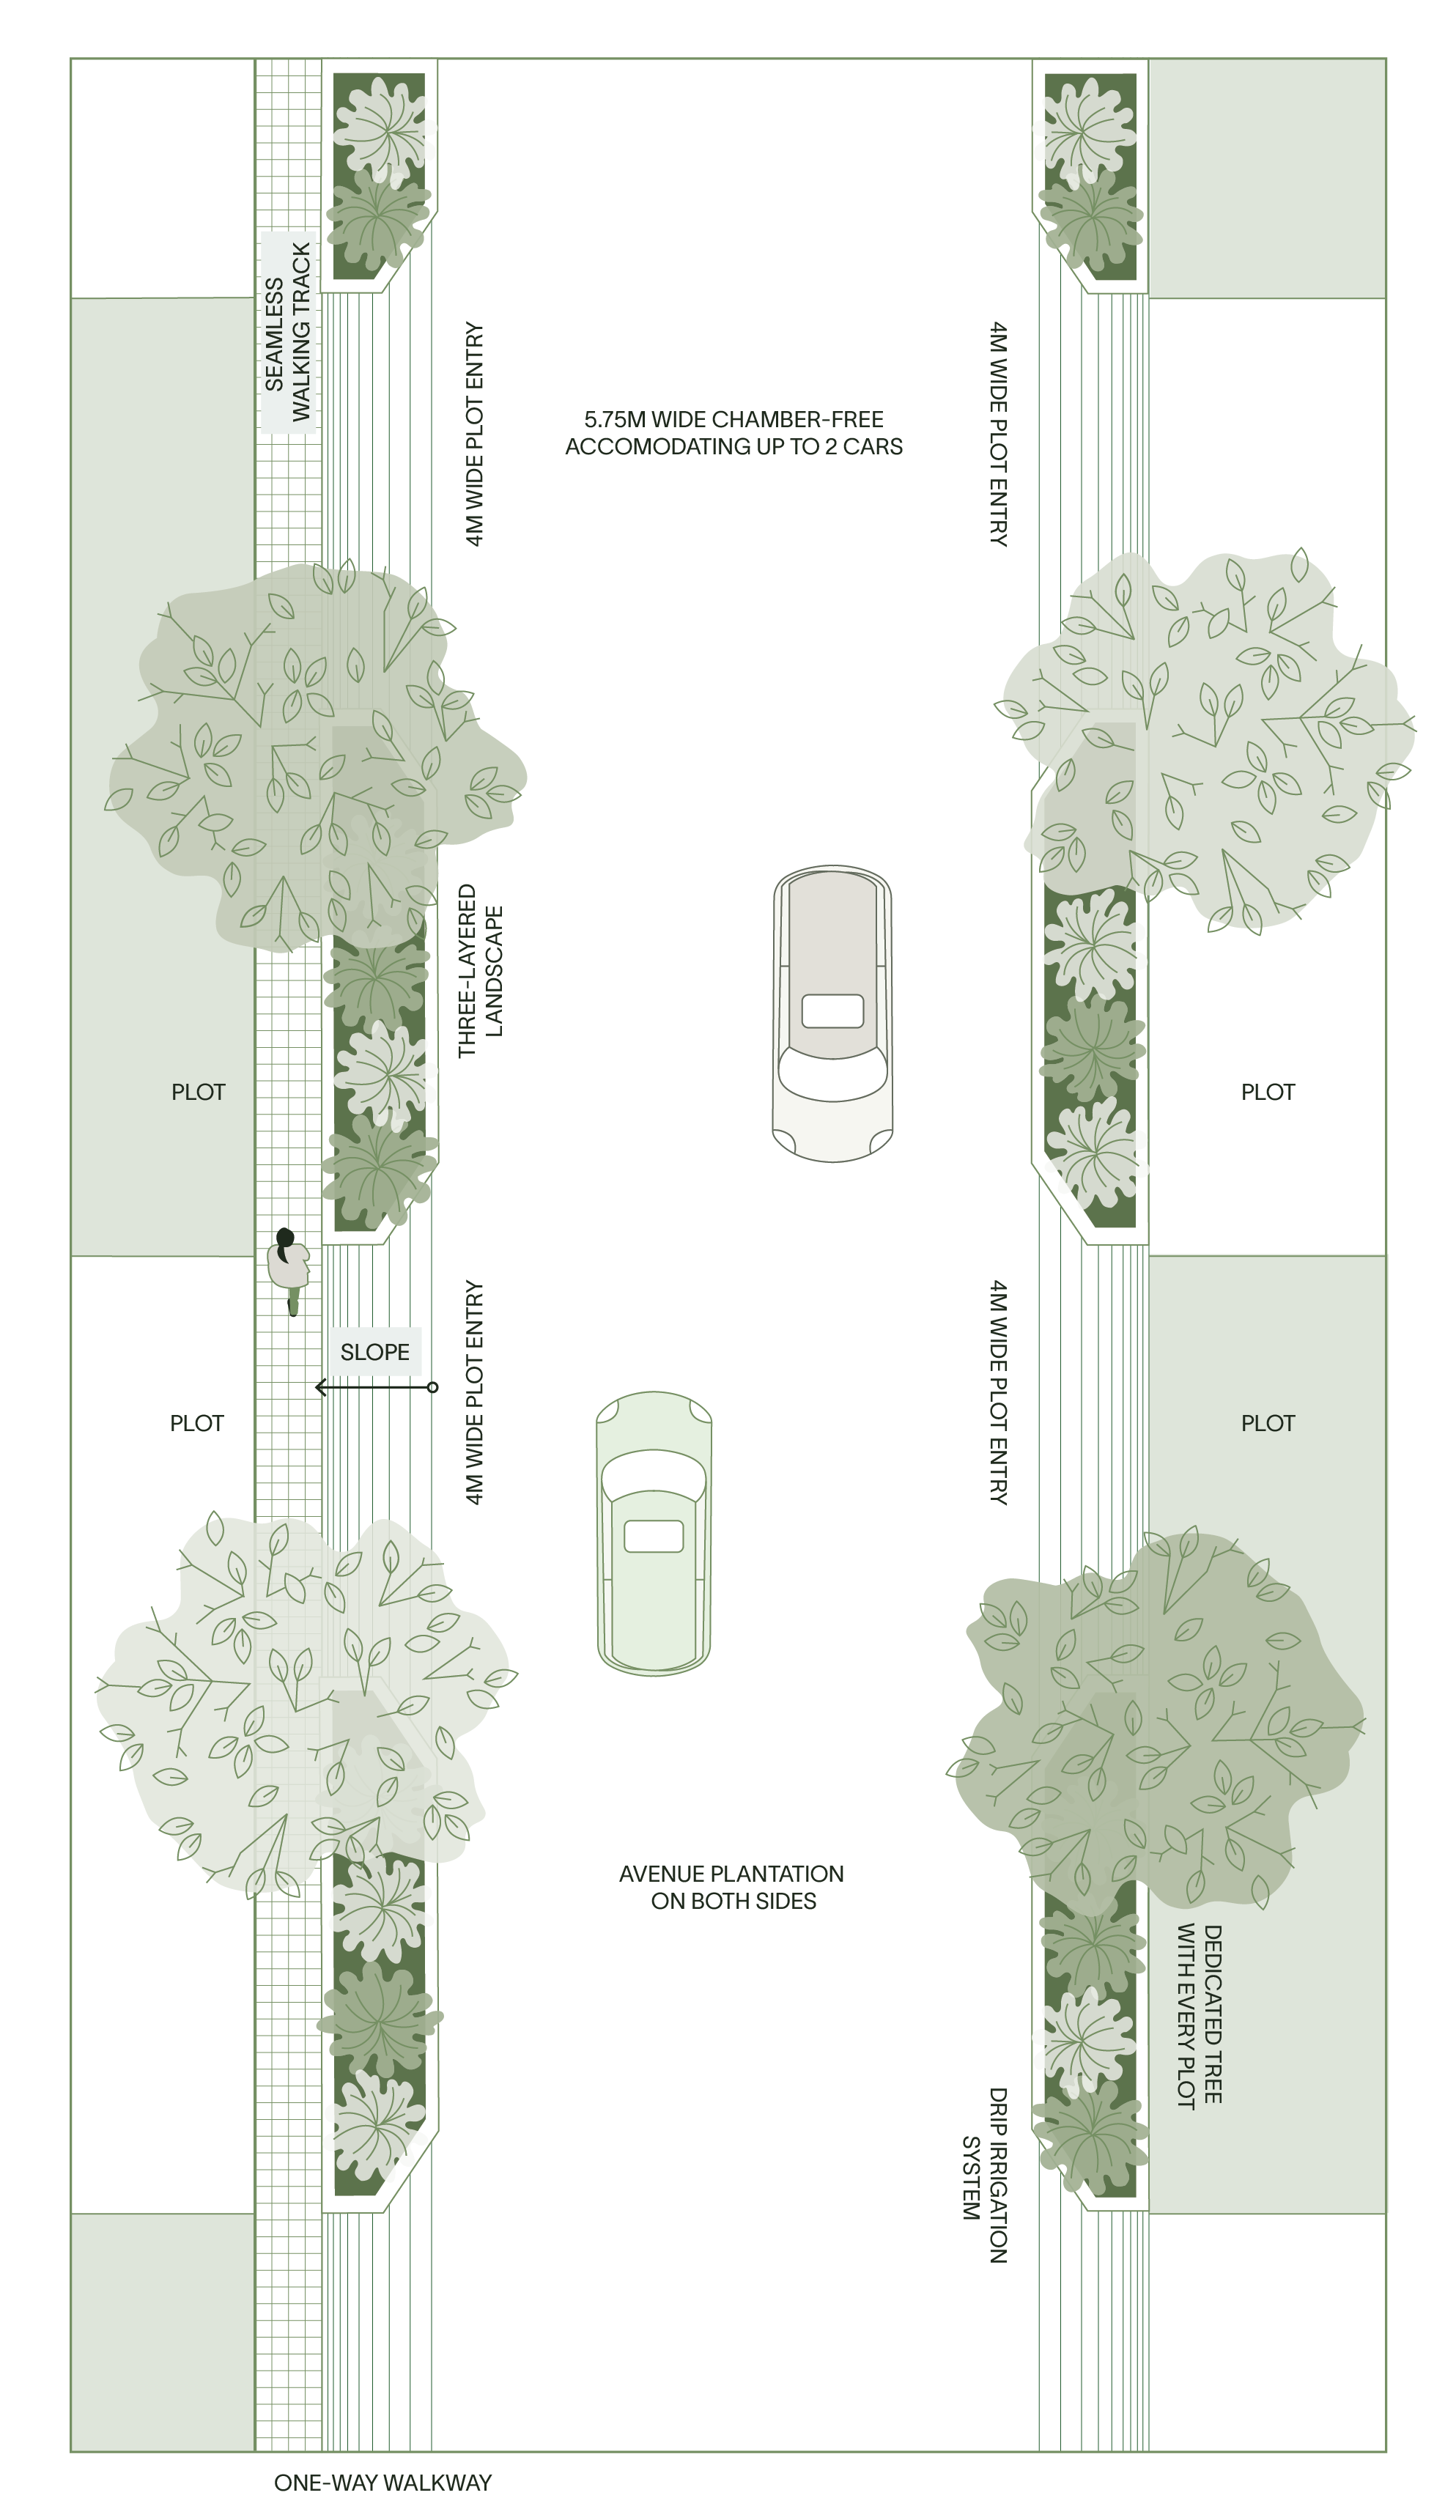 SEAMLESS
WALKING TRACK
4M WIDE PLOT ENTRY
5.75M WIDE CHAMBER-FREE
ACCOMODATING UP TO 2 CARS
4M WIDE PLOT ENTRY
THREE-LAYERED
LANDSCAPE
PLOT
PLOT
SLOPE
4M WIDE PLOT ENTRY
4M WIDE PLOT ENTRY
PLOT
PLOT
AVENUE PLANTATION
ON BOTH SIDES
DEDICATED TREE
WITH EVERY PLOT
DRIP IRRIGATION
SYSTEM
ONE-WAY WALKWAY